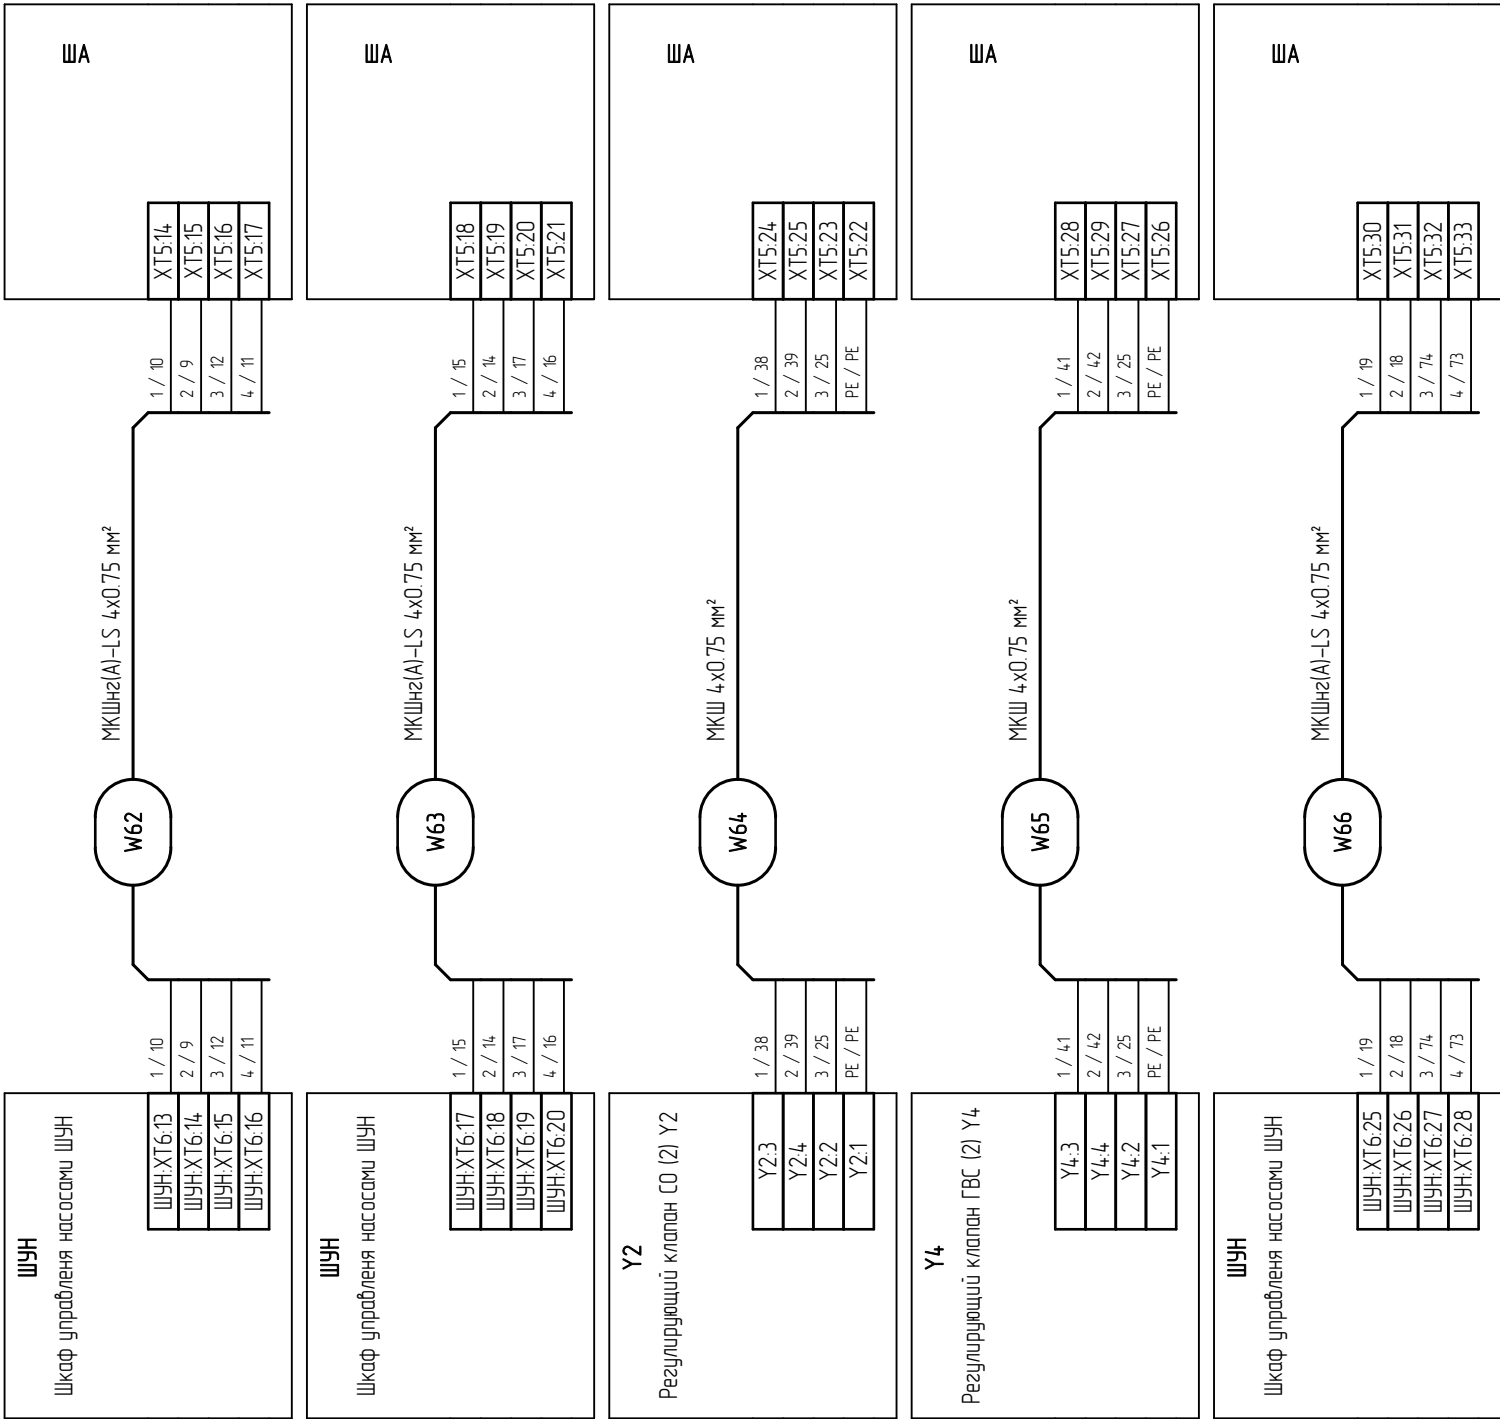 ШУН
Шкаф управленя насосами ШУН
ШУН:XT6:13
ШУН:XT6:14
ШУН:XT6:15
ШУН:XT6:16
1 / 10
2 / 9
3 / 12
4 / 11
W62
МКШнг(А)-LS 4x0.75 мм²
1 / 10
2 / 9
3 / 12
4 / 11
XT5:14
XT5:15
XT5:16
XT5:17
ША
ШУН
Шкаф управленя насосами ШУН
ШУН:XT6:17
ШУН:XT6:18
ШУН:XT6:19
ШУН:XT6:20
1 / 15
2 / 14
3 / 17
4 / 16
W63
МКШнг(А)-LS 4x0.75 мм²
1 / 15
2 / 14
3 / 17
4 / 16
XT5:18
XT5:19
XT5:20
XT5:21
ША
Y2
Регулирующий клапан СО (2) Y2
Y2:3
Y2:4
Y2:2
Y2:1
1 / 38
2 / 39
3 / 25
PE / PE
W64
МКШ 4x0.75 мм²
1 / 38
2 / 39
3 / 25
PE / PE
XT5:24
XT5:25
XT5:23
XT5:22
ША
Y4
Регулирующий клапан ГВС (2) Y4
Y4:3
Y4:4
Y4:2
Y4:1
1 / 41
2 / 42
3 / 25
PE / PE
W65
МКШ 4x0.75 мм²
1 / 41
2 / 42
3 / 25
PE / PE
XT5:28
XT5:29
XT5:27
XT5:26
ША
ШУН
Шкаф управленя насосами ШУН
ШУН:XT6:25
ШУН:XT6:26
ШУН:XT6:27
ШУН:XT6:28
1 / 19
2 / 18
3 / 74
4 / 73
W66
МКШнг(А)-LS 4x0.75 мм²
1 / 19
2 / 18
3 / 74
4 / 73
XT5:30
XT5:31
XT5:32
XT5:33
ША